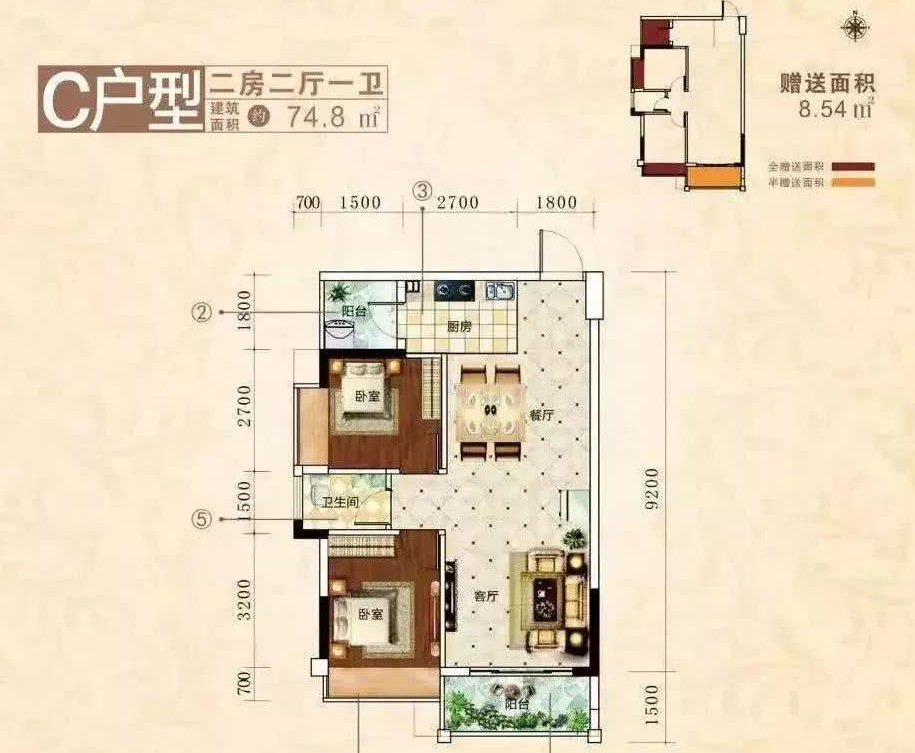 N
C户型
二房二厅一卫
建筑
面积
约
74.8 ㎡
赠送面积
8.54㎡
全赠送面积
半赠送面积
③
700 1500 2700 1800
②
阳台
厨房
1800
卧室
餐厅
2700
9200
卫生间
⑤
1500
客厅
卧室
3200
700
阳台
1500